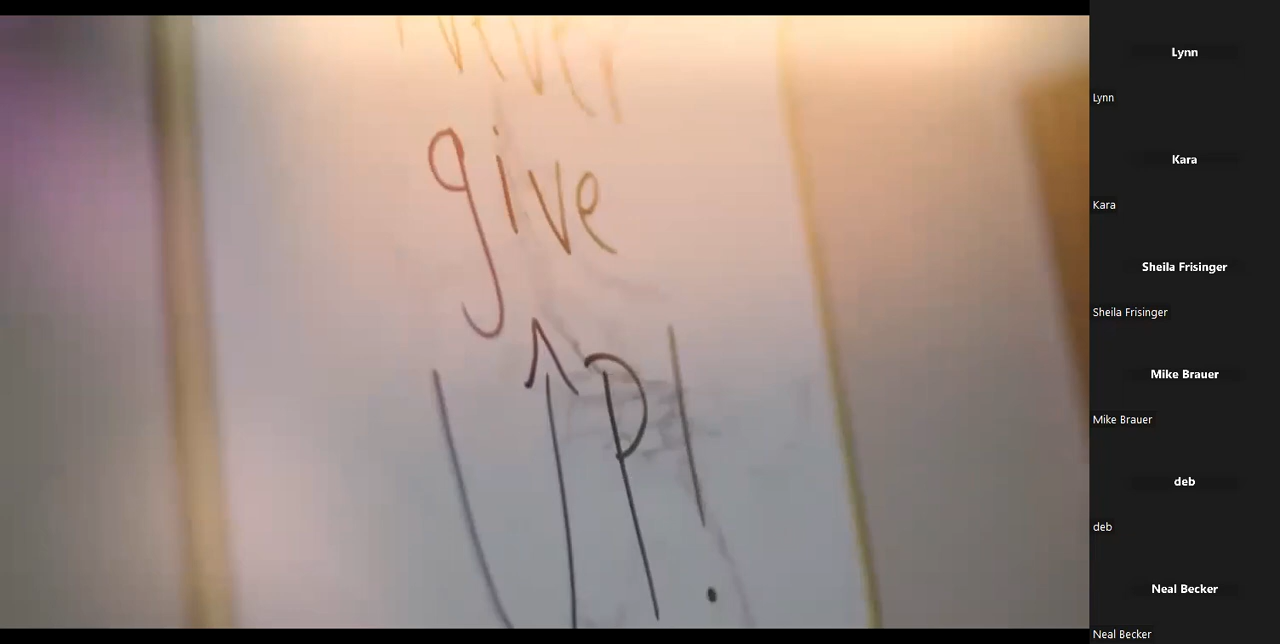 never
give
UP!
Lynn
Lynn
Kara
Kara
Sheila Frisinger
Sheila Frisinger
Mike Brauer
Mike Brauer
deb
deb
Neal Becker
Neal Becker